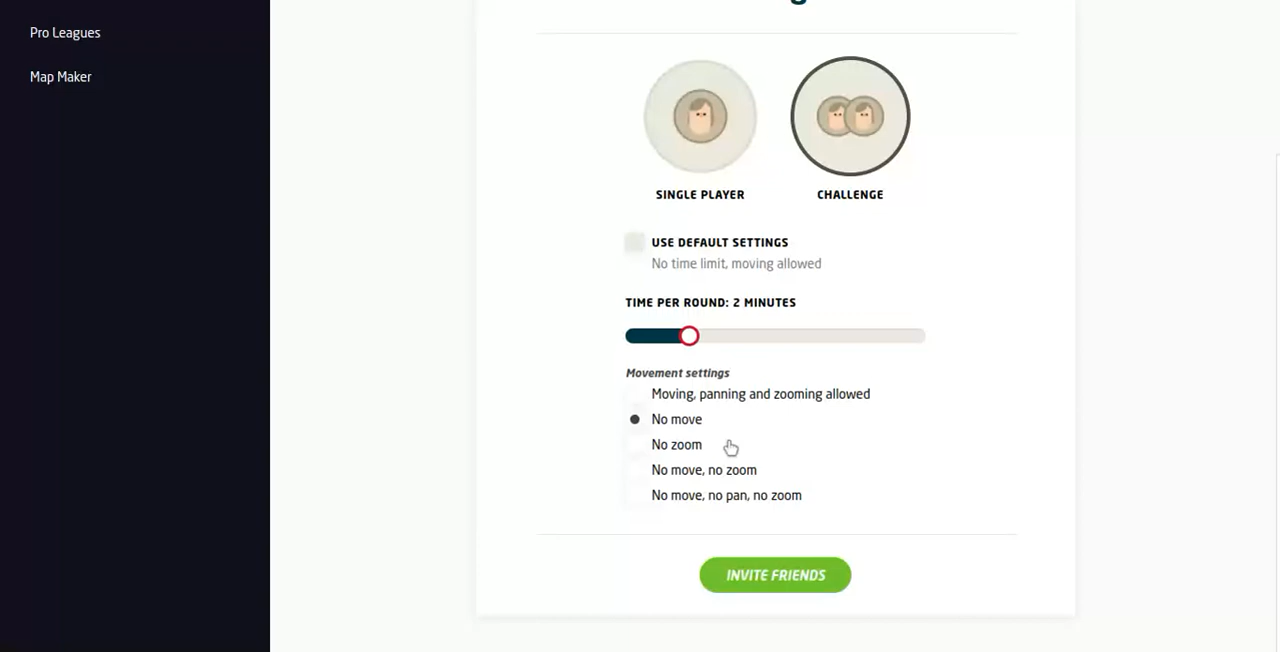 Pro Leagues
Map Maker
SINGLE PLAYER
CHALLENGE
USE DEFAULT SETTINGS
No time limit, moving allowed
TIME PER ROUND: 2 MINUTES
Movement settings
Moving, panning and zooming allowed
No move
No zoom
No move, no zoom
No move, no pan, no zoom
INVITE FRIENDS